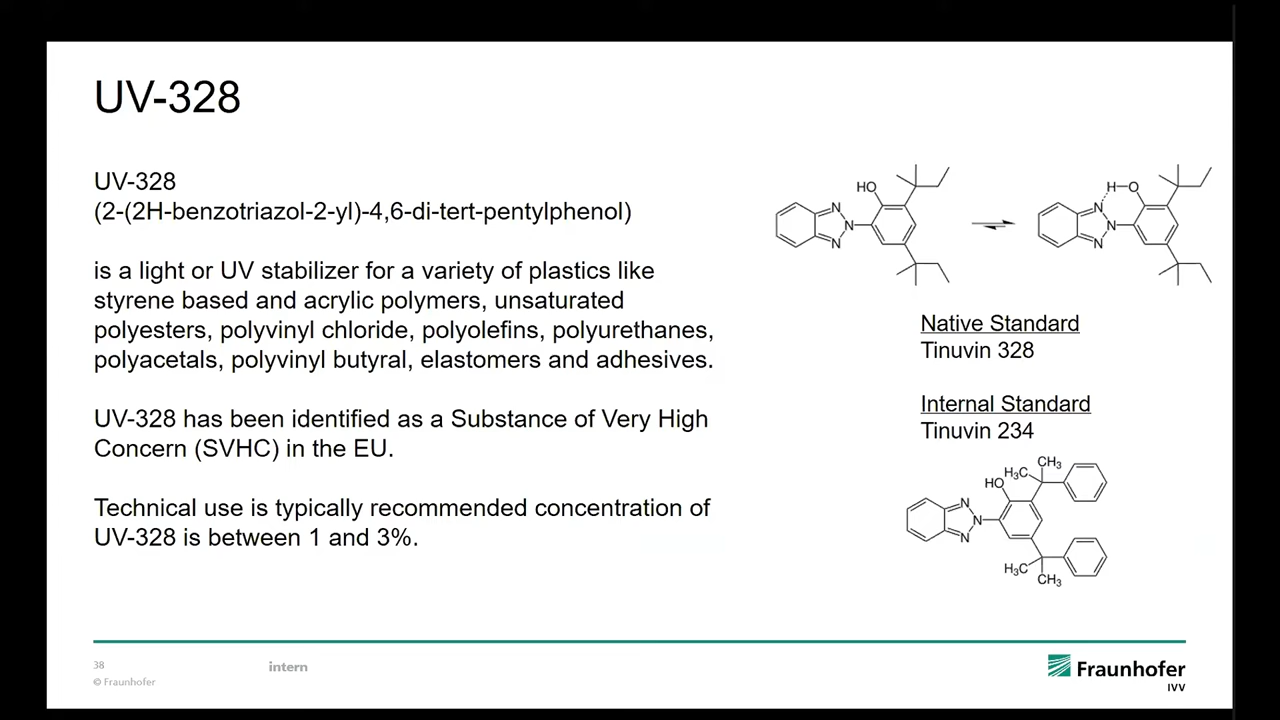 UV-328
UV-328
(2-(2H-benzotriazol-2-yl)-4,6-di-tert-pentylphenol)
is a light or UV stabilizer for a variety of plastics like
styrene based and acrylic polymers, unsaturated
polyesters, polyvinyl chloride, polyolefins, polyurethanes,
polyacetals, polyvinyl butyral, elastomers and adhesives.
UV-328 has been identified as a Substance of Very High
Concern (SVHC) in the EU.
Technical use is typically recommended concentration of
UV-328 is between 1 and 3%.
HO
N
N
N
H
O
N
N
N
Native Standard
Tinuvin 328
Internal Standard
Tinuvin 234
CH3
H3C
HO
N
N
N
H3C
CH3
38
intern
© Fraunhofer
Fraunhofer
IVV